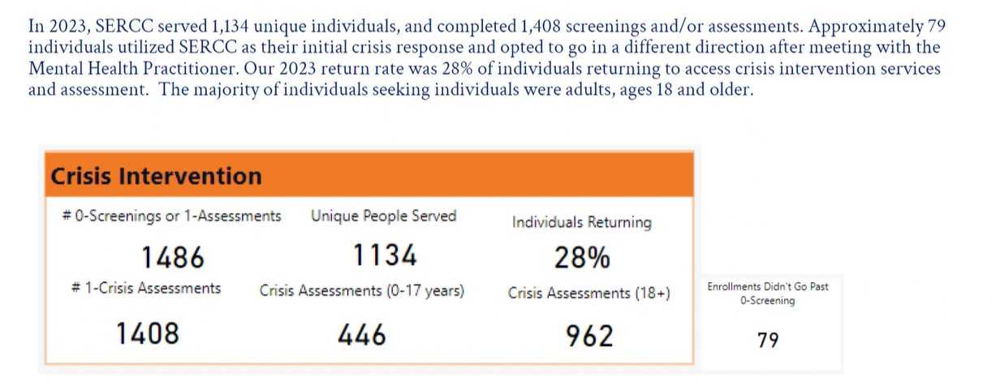 In 2023, SERCC served 1,134 unique individuals, and completed 1,408 screenings and/or assessments. Approximately 79
individuals utilized SERCC as their initial crisis response and opted to go in a different direction after meeting with the
Mental Health Practitioner. Our 2023 return rate was 28% of individuals returning to access crisis intervention services
and assessment.  The majority of individuals seeking individuals were adults, ages 18 and older.
Crisis Intervention
# 0-Screenings or 1-Assessments Unique People Served Individuals Returning
1486 1134 28%
# 1-Crisis Assessments Crisis Assessments (0-17 years) Crisis Assessments (18+)
1408 446 962
Enrollments Didn't Go Past
0-Screening
79